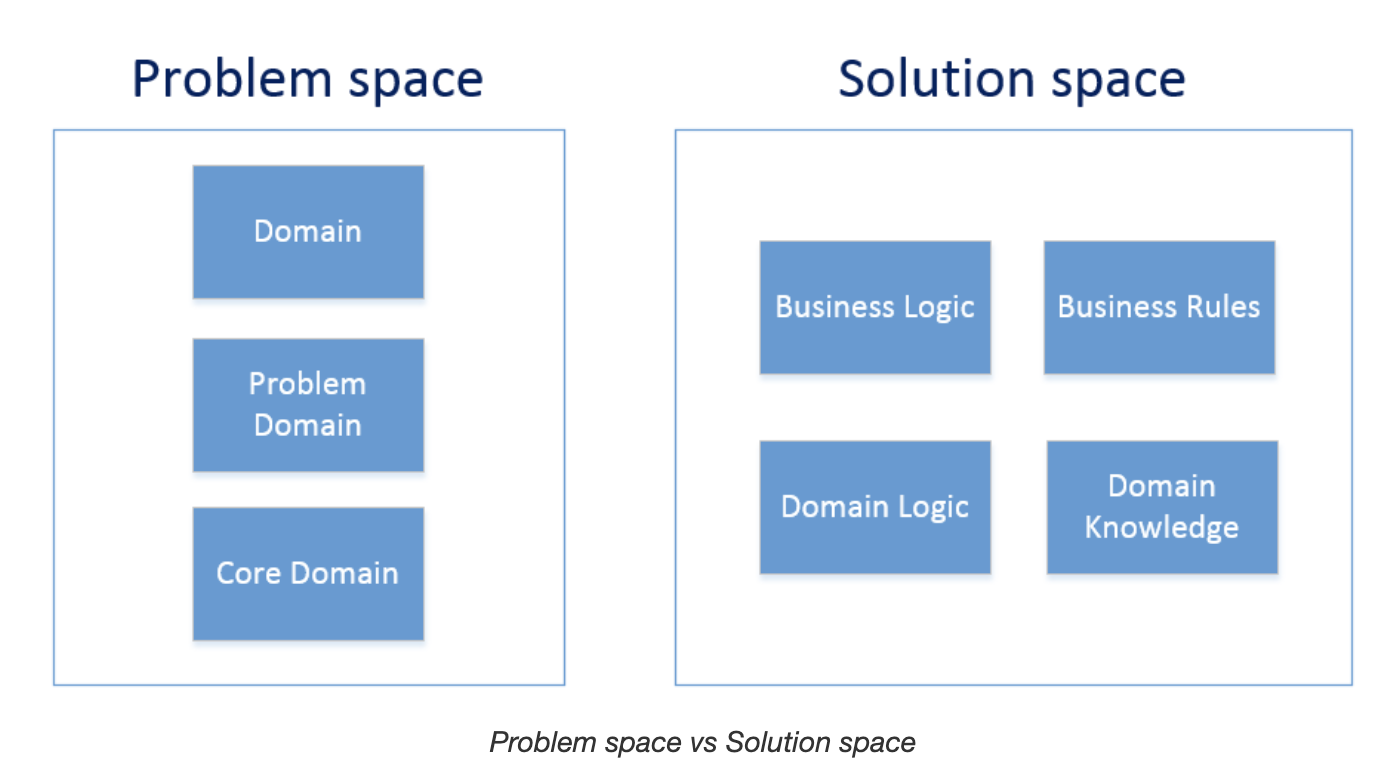 Problem space
Solution space
Domain
Problem
Domain
Core Domain
Business Logic
Business Rules
Domain Logic
Domain
Knowledge
Problem space vs Solution space